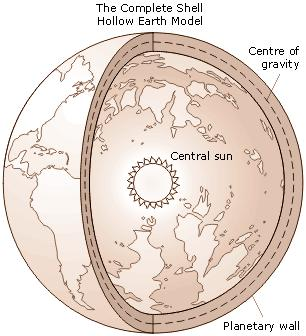 The Complete Shell
Hollow Earth Model
Centre of
gravity
Central sun
Planetary wall